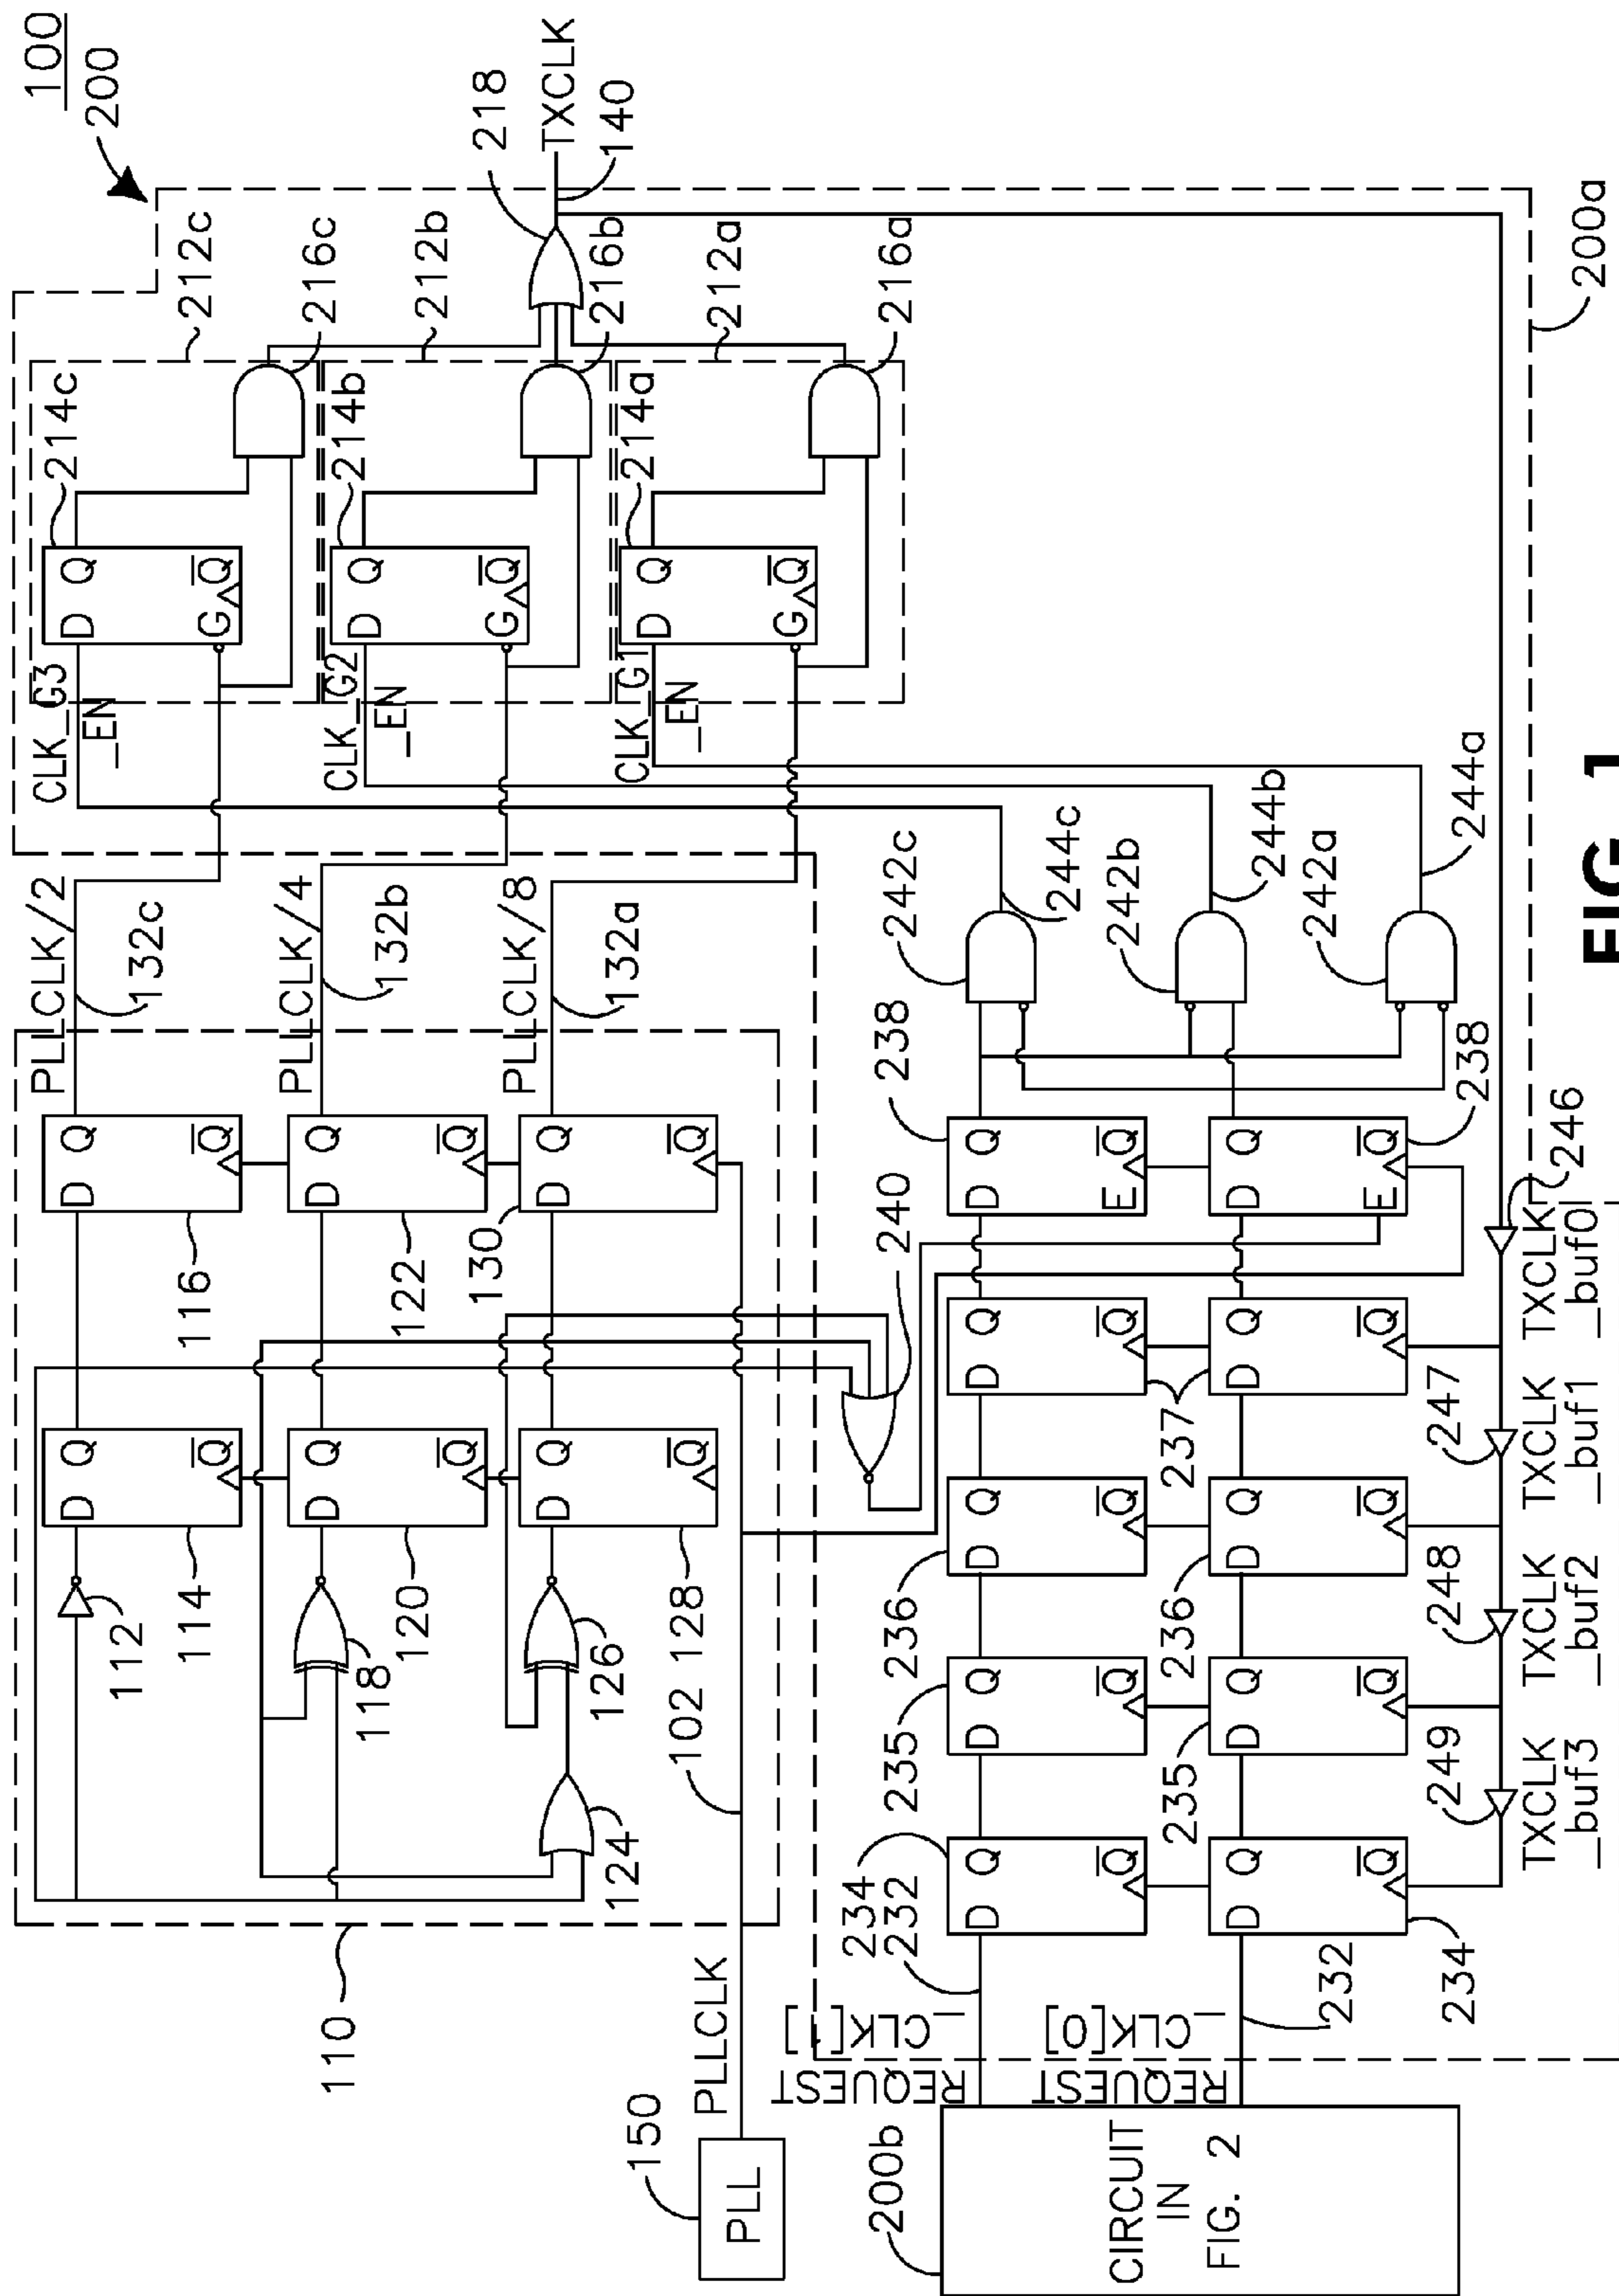 100
200
PLL
150
PLLCLK
102
110
112
114
116
118
120
122
124
126
128
130
D Q
Q
D Q
Q
D Q
Q
D Q
Q
D Q
Q
D Q
Q
PLLCLK/2
132c
PLLCLK/4
132b
PLLCLK/8
132a
CLK_G3
_EN
D Q
G Q
214c
216c
212c
CLK_G2
_EN
D Q
G Q
214b
216b
212b
CLK_G1
_EN
D Q
G Q
214a
216a
212a
218
TXCLK
140
200a
200b
CIRCUIT
IN
FIG. 2
REQUEST
_CLK[1]
REQUEST
_CLK[0]
232
232
234
234
235
235
236
236
237
238
238
240
D Q
Q
D Q
Q
D Q
Q
D Q
Q
D Q
E Q
D Q
Q
D Q
Q
D Q
Q
D Q
Q
D Q
E Q
242c
244c
242b
244b
242a
244a
249
248
247
246
TXCLK
_buf3
TXCLK
_buf2
TXCLK
_buf1
TXCLK
_buf0
FIG. 1